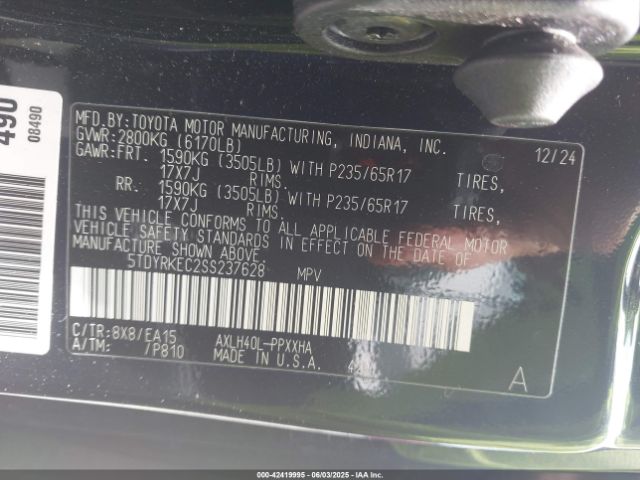 490
08490
MFD.BY:TOYOTA MOTOR MANUFACTURING, INDIANA, INC. 12/24
GVWR:2800KG (6170LB)
GAWR:FRT. 1590KG (3505LB) WITH P235/65R17 TIRES,
17X7J RIMS.
RR. 1590KG (3505LB) WITH P235/65R17 TIRES,
17X7J RIMS.
THIS VEHICLE CONFORMS TO ALL APPLICABLE FEDERAL MOTOR
VEHICLE SAFETY STANDARDS IN EFFECT ON THE DATE OF
MANUFACTURE SHOWN ABOVE.
5TDYRKEC2SS237628 MPV
C/TR:8X8/EA15 AXLH40L-PPXXHA
A/TM: /P810 MADE IN U.S.A.
A
000-42419995 - 06/03/2025 - IAAI Inc.